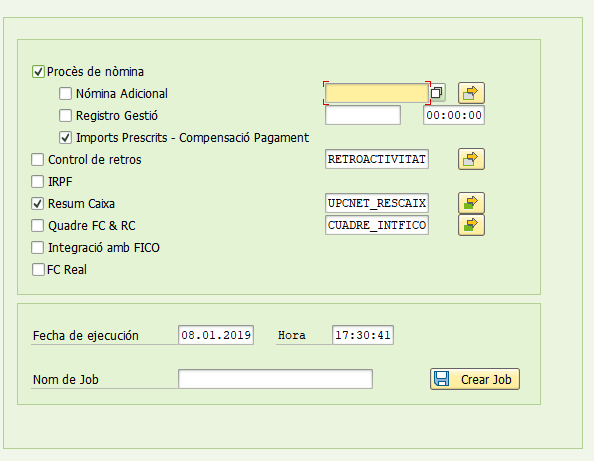 Procès de nòmina
Nómina Adicional
Registro Gestió 00:00:00
Imports Prescrits - Compensació Pagament
Control de retros RETROACTIVITAT
IRPF
Resum Caixa UPCNET_RESCAIX
Quadre FC & RC CUADRE_INTFICO
Integració amb FICO
FC Real
Fecha de ejecución 08.01.2019 Hora 17:30:41
Nom de Job Crear Job